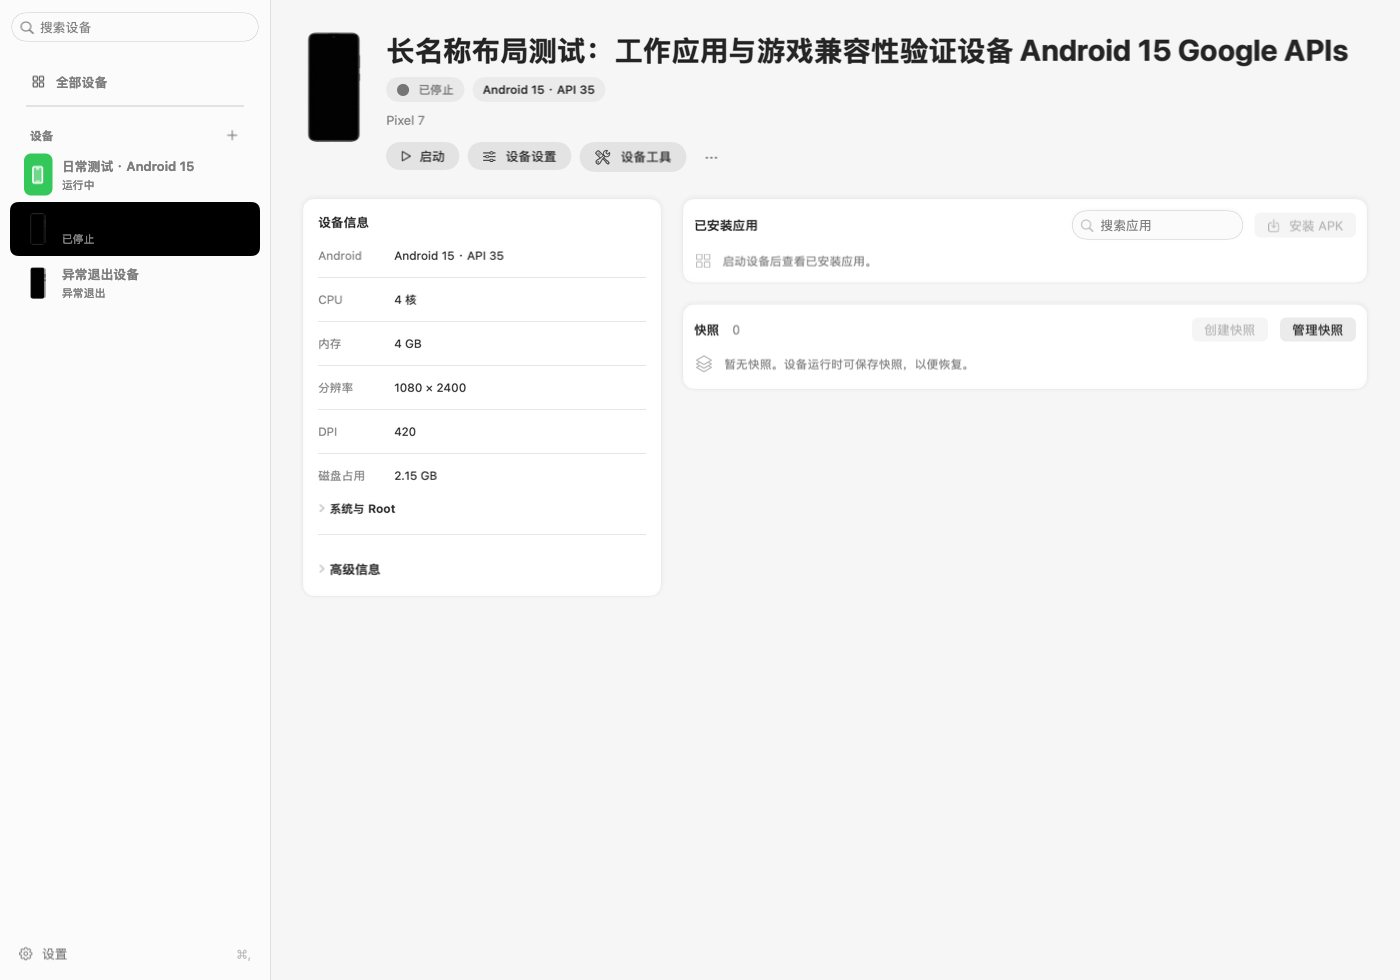 搜索设备
全部设备
设备
日常测试 · Android 15
运行中
已停止
异常退出设备
异常退出
设置
⌘,
长名称布局测试：工作应用与游戏兼容性验证设备 Android 15 Google APIs
已停止
Android 15 · API 35
Pixel 7
启动
设备设置
设备工具
设备信息
Android Android 15 · API 35
CPU 4 核
内存 4 GB
分辨率 1080 × 2400
DPI 420
磁盘占用 2.15 GB
系统与 Root
高级信息
已安装应用
搜索应用
安装 APK
启动设备后查看已安装应用。
快照 0
创建快照
管理快照
暂无快照。设备运行时可保存快照，以便恢复。